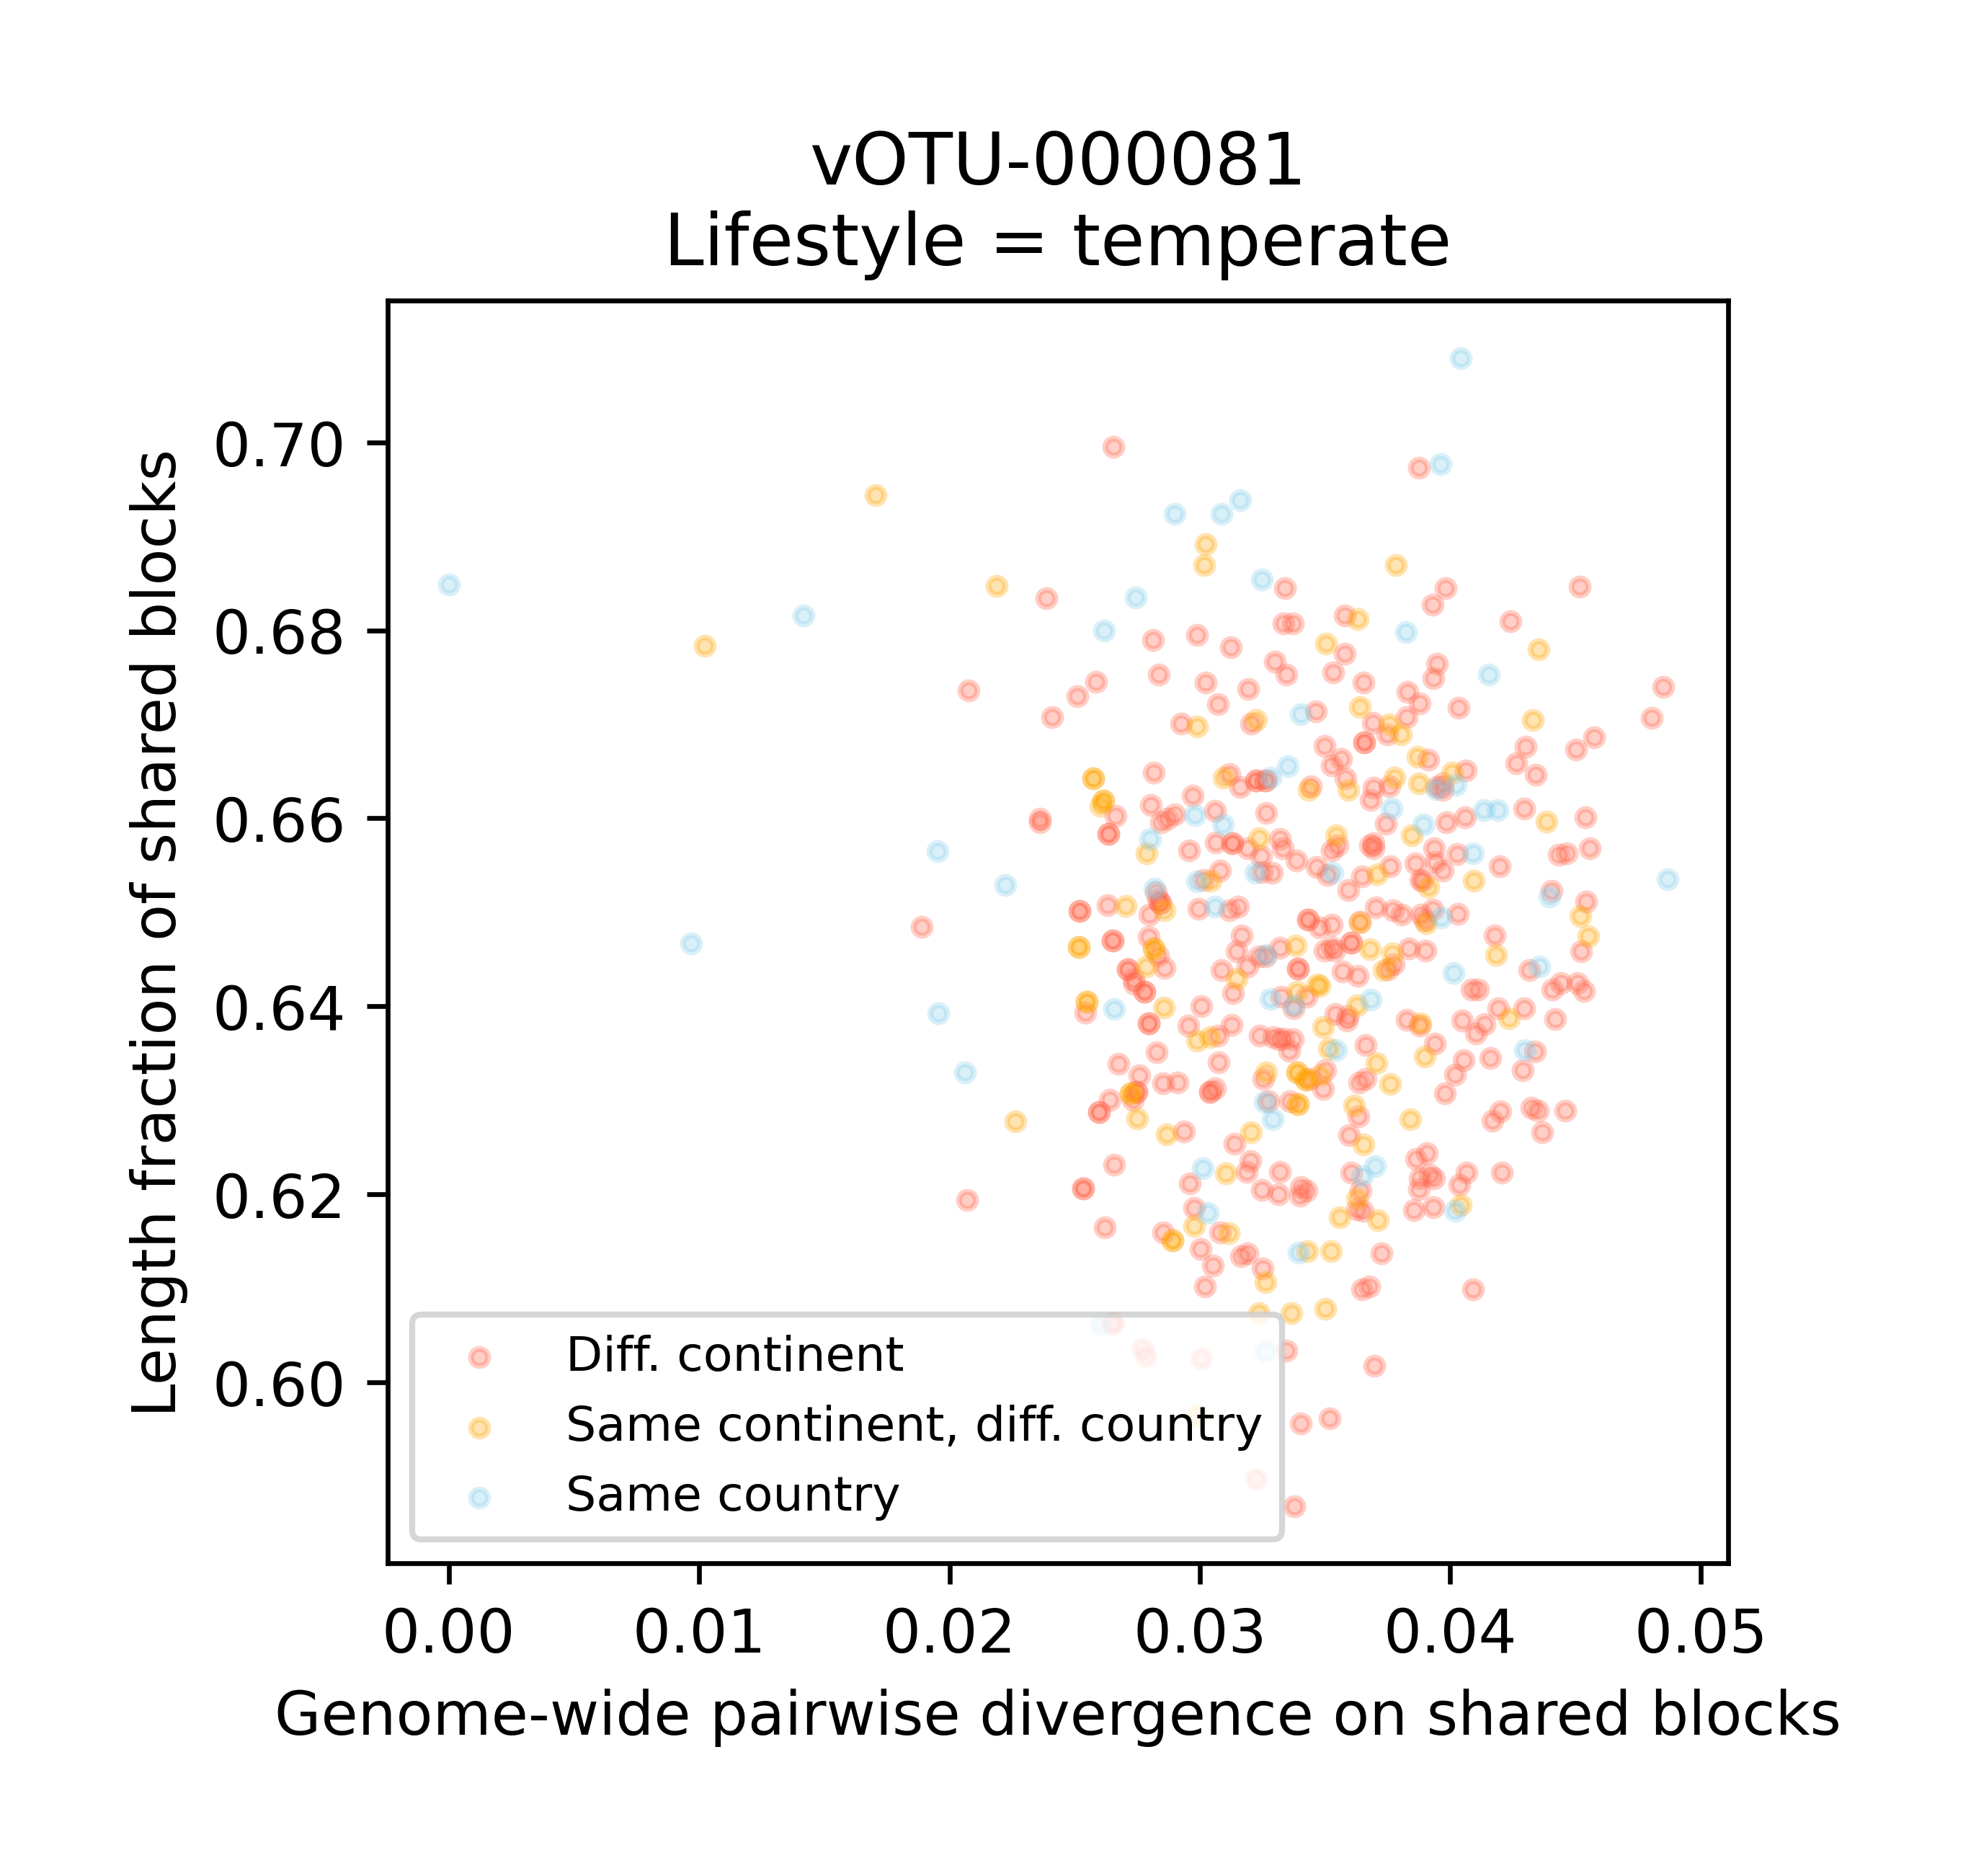 vOTU-000081
Lifestyle = temperate
Length fraction of shared blocks
0.70
0.68
0.66
0.64
0.62
0.60
Diff. continent
Same continent, diff. country
Same country
0.00 0.01 0.02 0.03 0.04 0.05
Genome-wide pairwise divergence on shared blocks